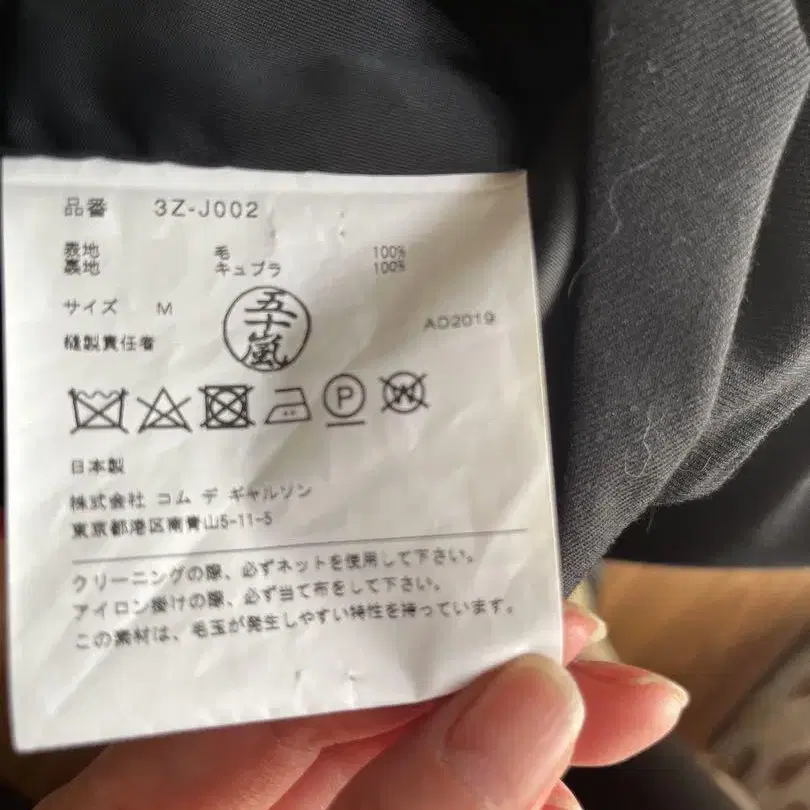 品番 3Z-J002
表地 毛 100%
裏地 キュプラ 100%
サイズ M
五十嵐
縫製責任者
AD2019
P W
日本製
株式会社 コム デ ギャルソン
東京都港区南青山5-11-5
クリーニングの際、必ずネットを使用して下さい。
アイロン掛けの際、必ず当て布をして下さい。
この素材は、毛玉が発生しやすい特性を持っています。